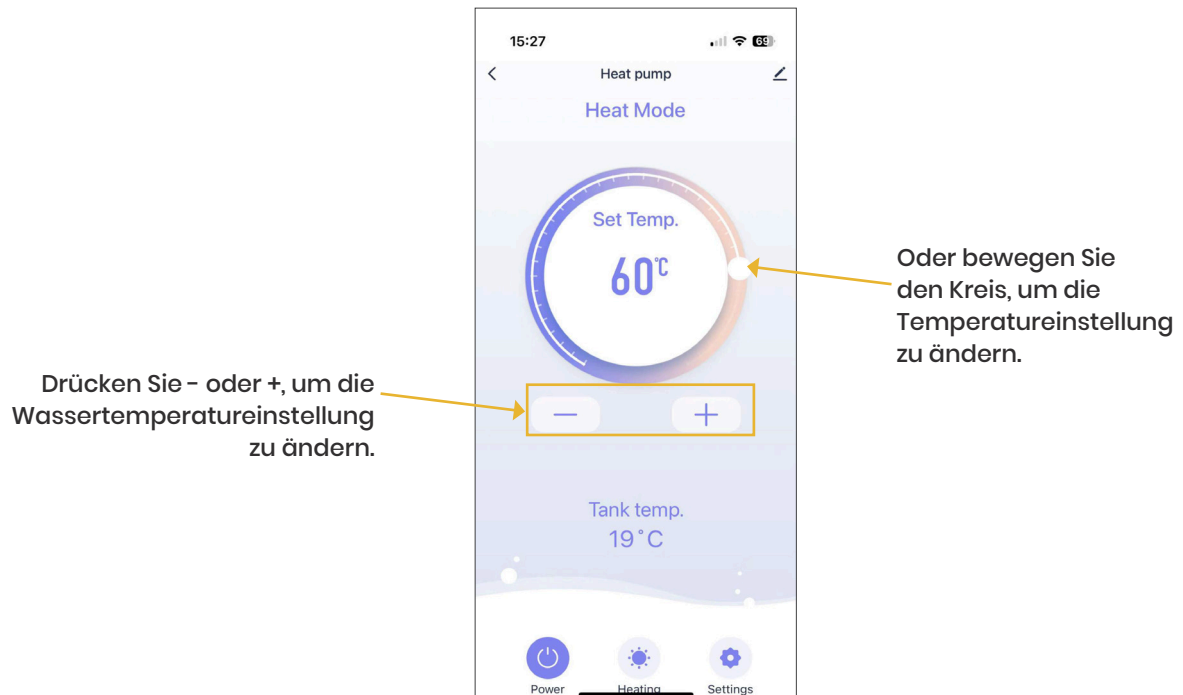 15:27
69
Heat pump
Heat Mode
Set Temp.
60°C
Oder bewegen Sie
den Kreis, um die
Temperatureinstellung
zu ändern.
Drücken Sie - oder +, um die
Wassertemperatureinstellung
zu ändern.
Tank temp.
19°C
Power Heating Settings